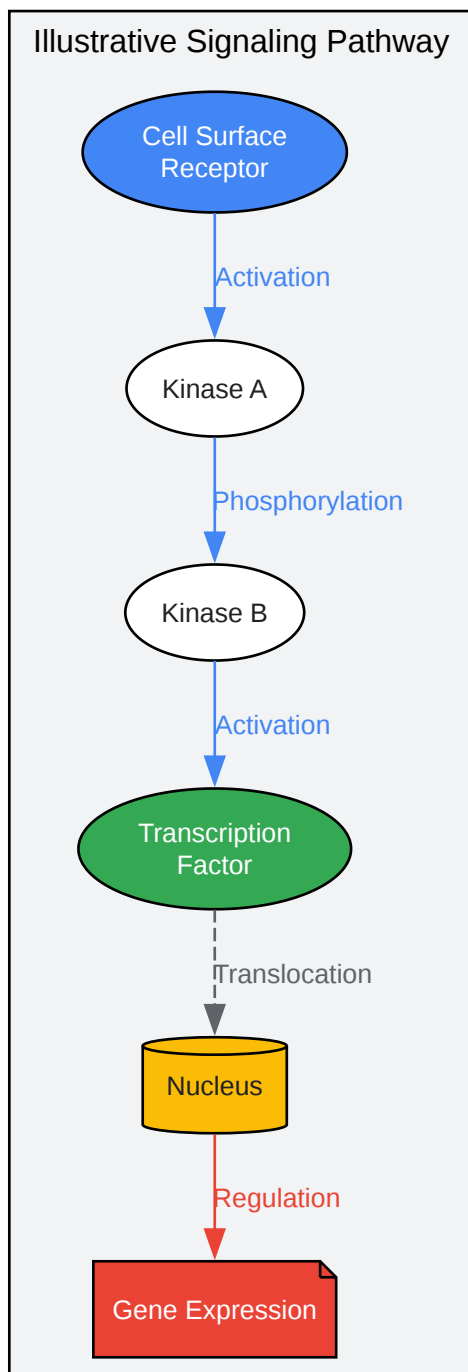 Illustrative Signaling Pathway
Cell Surface
Receptor
Activation
Kinase A
Phosphorylation
Kinase B
Activation
Transcription
Factor
Translocation
Nucleus
Regulation
Gene Expression